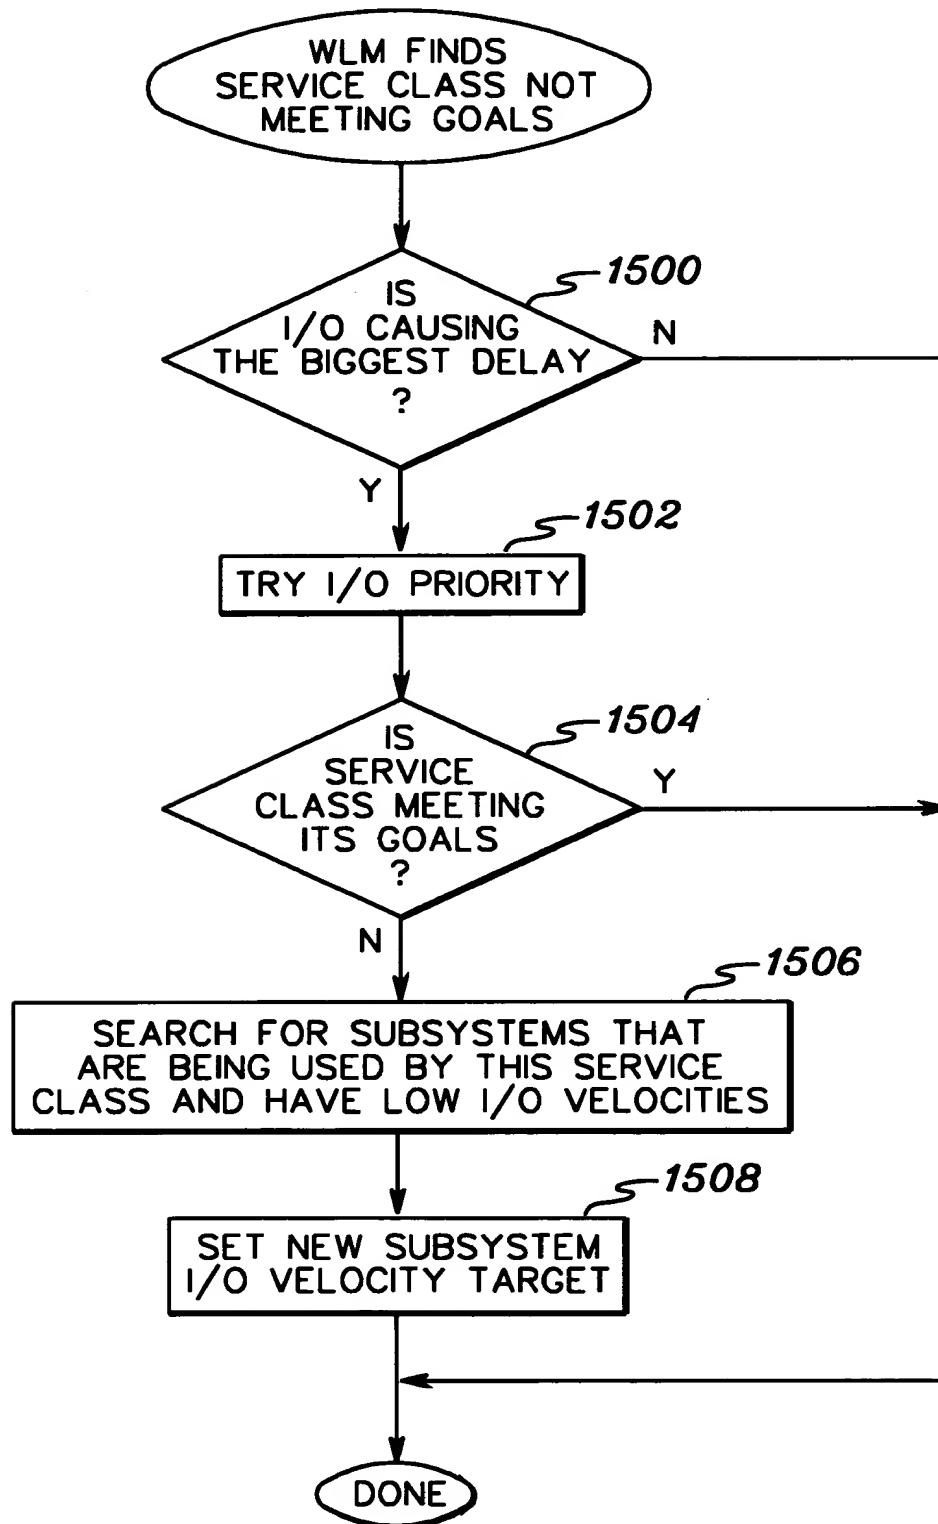 WLM FINDS
SERVICE CLASS NOT
MEETING GOALS
1500
IS
I/O CAUSING
THE BIGGEST DELAY
?
N
Y
1502
TRY I/O PRIORITY
1504
IS
SERVICE
CLASS MEETING
ITS GOALS
?
Y
N
1506
SEARCH FOR SUBSYSTEMS THAT
ARE BEING USED BY THIS SERVICE
CLASS AND HAVE LOW I/O VELOCITIES
1508
SET NEW SUBSYSTEM
I/O VELOCITY TARGET
DONE